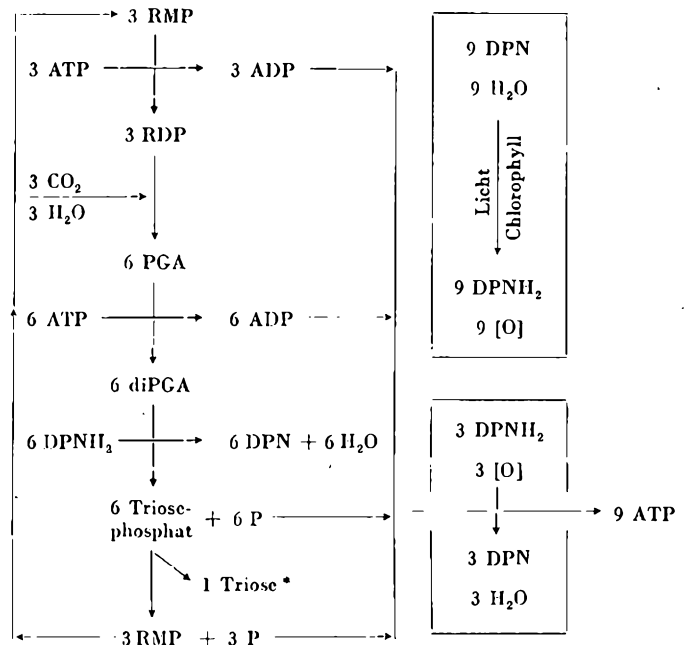 3 RMP
3 ATP 3 ADP
3 RDP
3 CO₂
3 H₂O
6 PGA
6 ATP 6 ADP
6 diPGA
6 DPNH₂ 6 DPN + 6 H₂O
6 Triose-
phosphat + 6 P
1 Triose *
3 RMP + 3 P
9 DPN
9 H₂O
Licht
Chlorophyll
9 DPNH₂
9 [O]
3 DPNH₂
3 [O]
9 ATP
3 DPN
3 H₂O